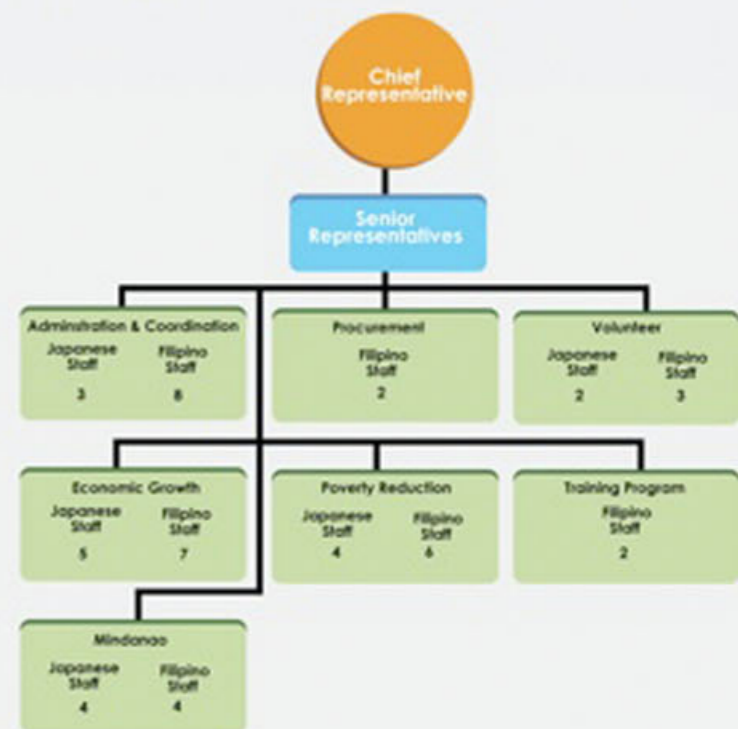 Chief
Representative
Senior
Representatives
Adminstration & Coordination
Japanese
Staff
3
Filipino
Staff
8
Procurement
Filipino
Staff
2
Volunteer
Japanese
Staff
2
Filipino
Staff
3
Economic Growth
Japanese
Staff
5
Filipino
Staff
7
Poverty Reduction
Japanese
Staff
4
Filipino
Staff
6
Training Program
Filipino
Staff
2
Mindanao
Japanese
Staff
4
Filipino
Staff
4